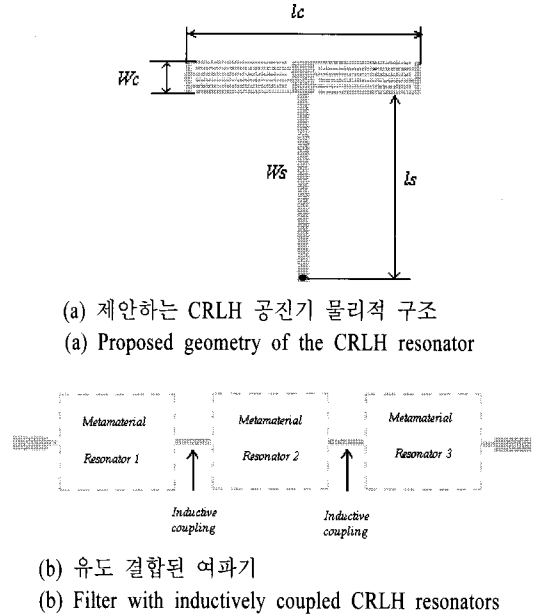 lc
Wc
Ws
ls
(a) 제안하는 CRLH 공진기 물리적 구조
(a) Proposed geometry of the CRLH resonator
Metamaterial
Resonator 1
Metamaterial
Resonator 2
Metamaterial
Resonator 3
Inductive
coupling
Inductive
coupling
(b) 유도 결합된 여파기
(b) Filter with inductively coupled CRLH resonators